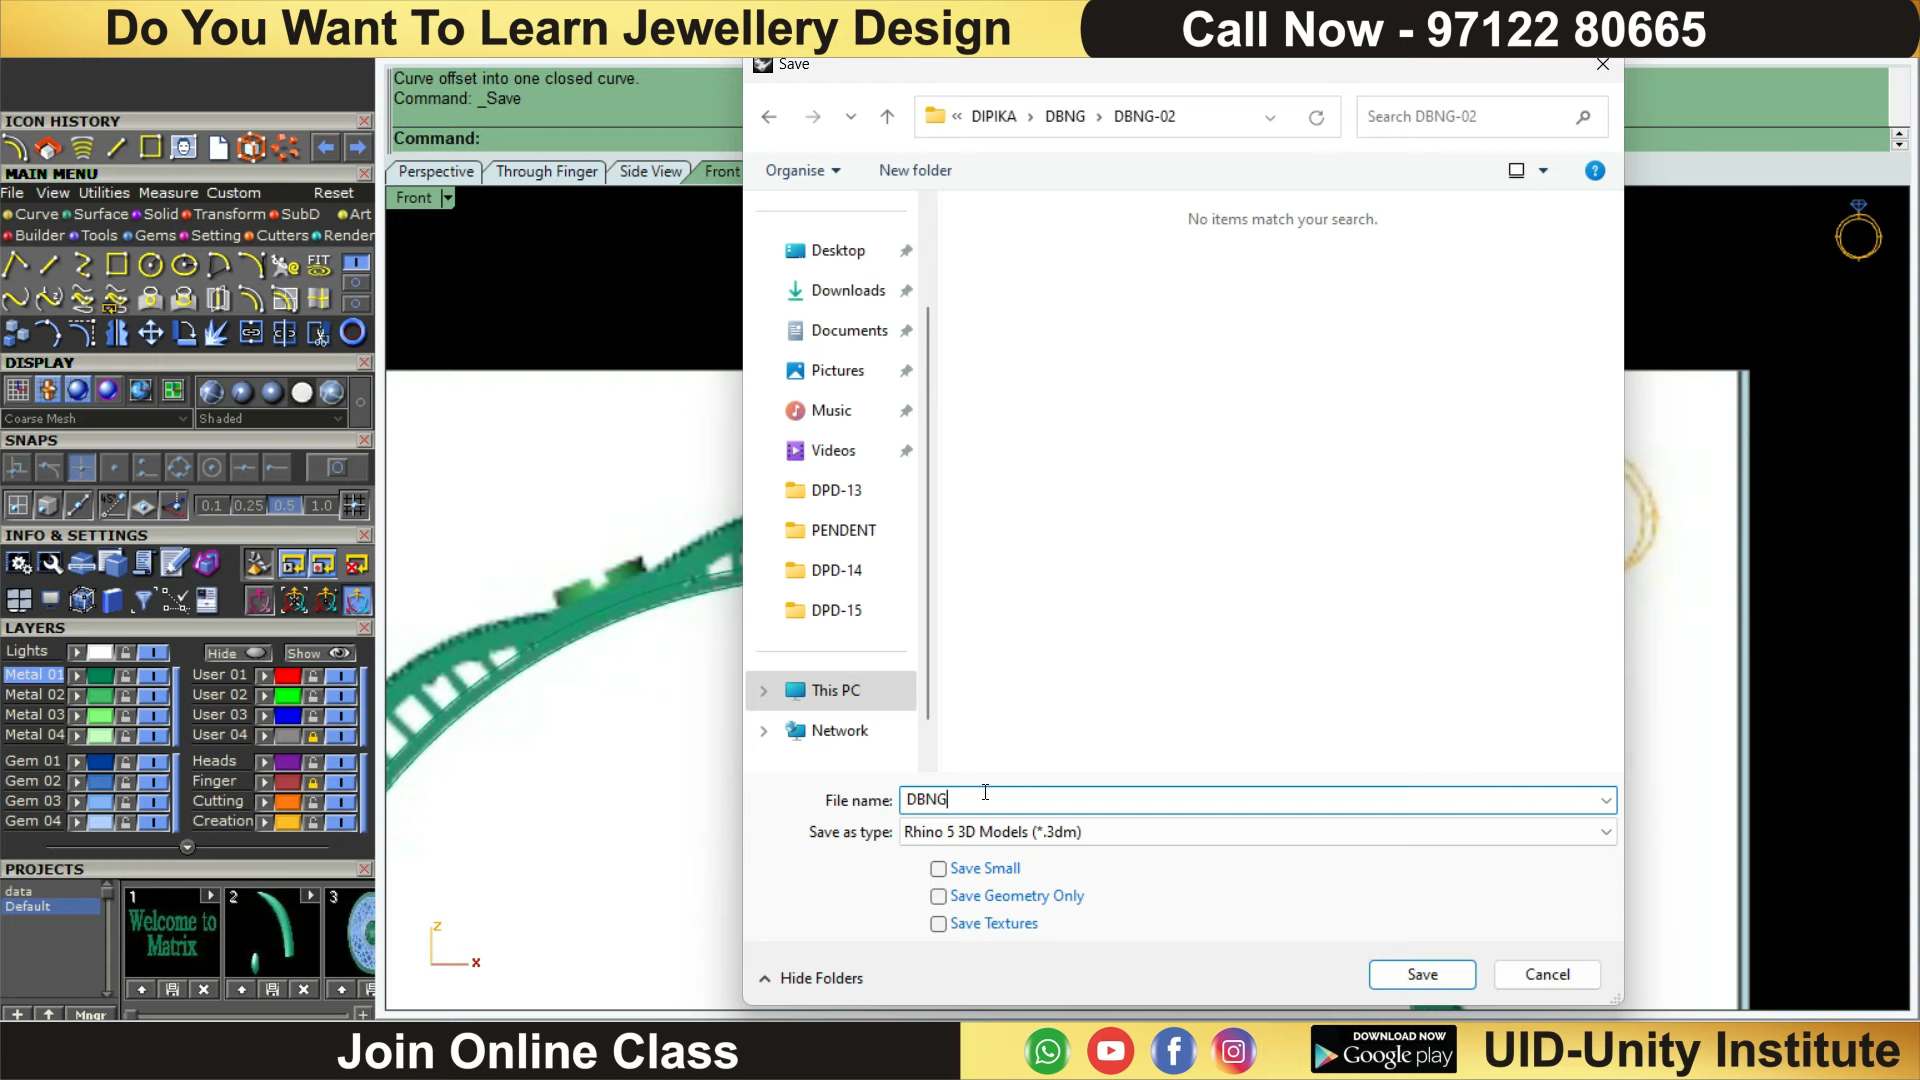 Do You Want To Learn Jewellery Design
Call Now - 97122 80665
Curve offset into one closed curve.
Command: _Save
Command:
ICON HISTORY
MAIN MENU
File View Utilities Measure Custom Reset
Curve Surface Solid Transform SubD Art
Builder Tools Gems Setting Cutters Render
DISPLAY
Coarse Mesh Shaded
SNAPS
0.1 0.25 0.5 1.0
INFO & SETTINGS
LAYERS
Lights Hide Show
Metal 01 User 01
Metal 02 User 02
Metal 03 User 03
Metal 04 User 04
Gem 01 Heads
Gem 02 Finger
Gem 03 Cutting
Gem 04 Creation
PROJECTS
data
Default
1 2 3
Welcome to
Matrix
Mngr
Perspective Through Finger Side View Front
Front
z
x
Save
« DIPIKA > DBNG > DBNG-02
Search DBNG-02
Organise New folder
No items match your search.
Desktop
Downloads
Documents
Pictures
Music
Videos
DPD-13
PENDENT
DPD-14
DPD-15
This PC
Network
File name: DBNG
Save as type: Rhino 5 3D Models (*.3dm)
Save Small
Save Geometry Only
Save Textures
Hide Folders
Save Cancel
Join Online Class
DOWNLOAD NOW
Google play
UID-Unity Institute